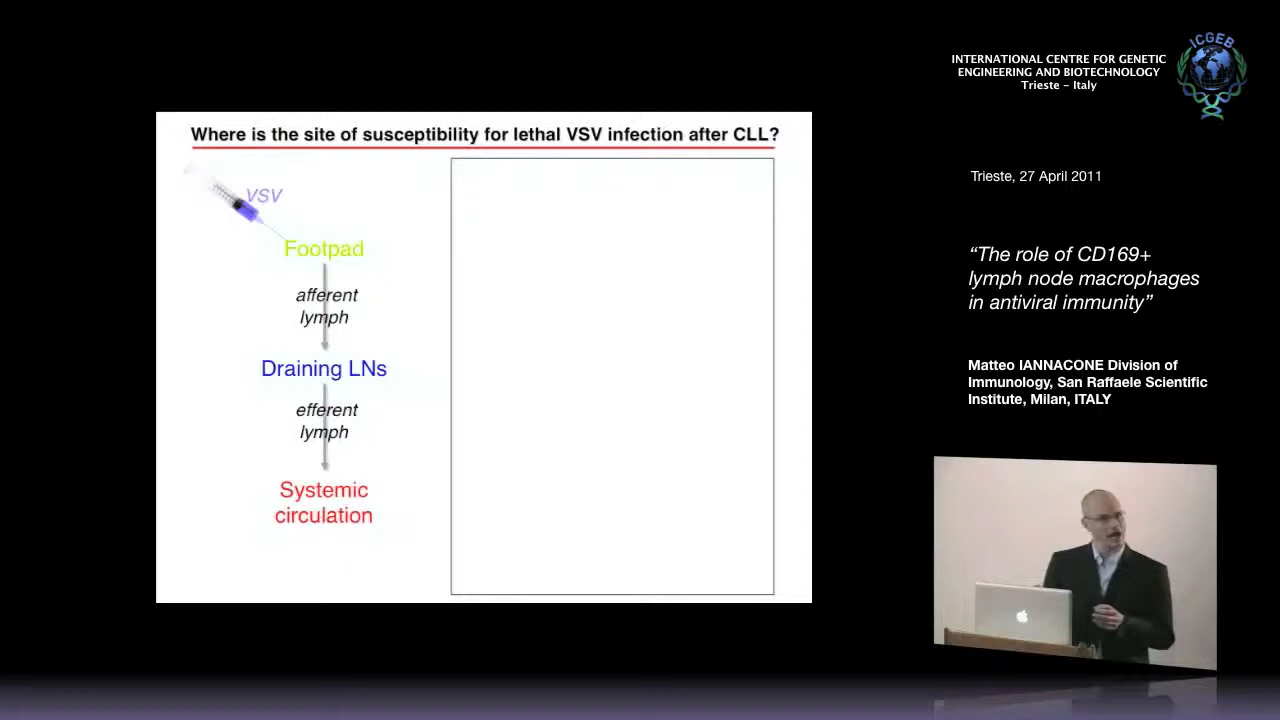 ICGEB
INTERNATIONAL CENTRE FOR GENETIC
ENGINEERING AND BIOTECHNOLOGY
Trieste - Italy
Where is the site of susceptibility for lethal VSV infection after CLL?
VSV
Footpad
afferent
lymph
Draining LNs
efferent
lymph
Systemic
circulation
Trieste, 27 April 2011
“The role of CD169+
lymph node macrophages
in antiviral immunity”
Matteo IANNACONE Division of
Immunology, San Raffaele Scientific
Institute, Milan, ITALY